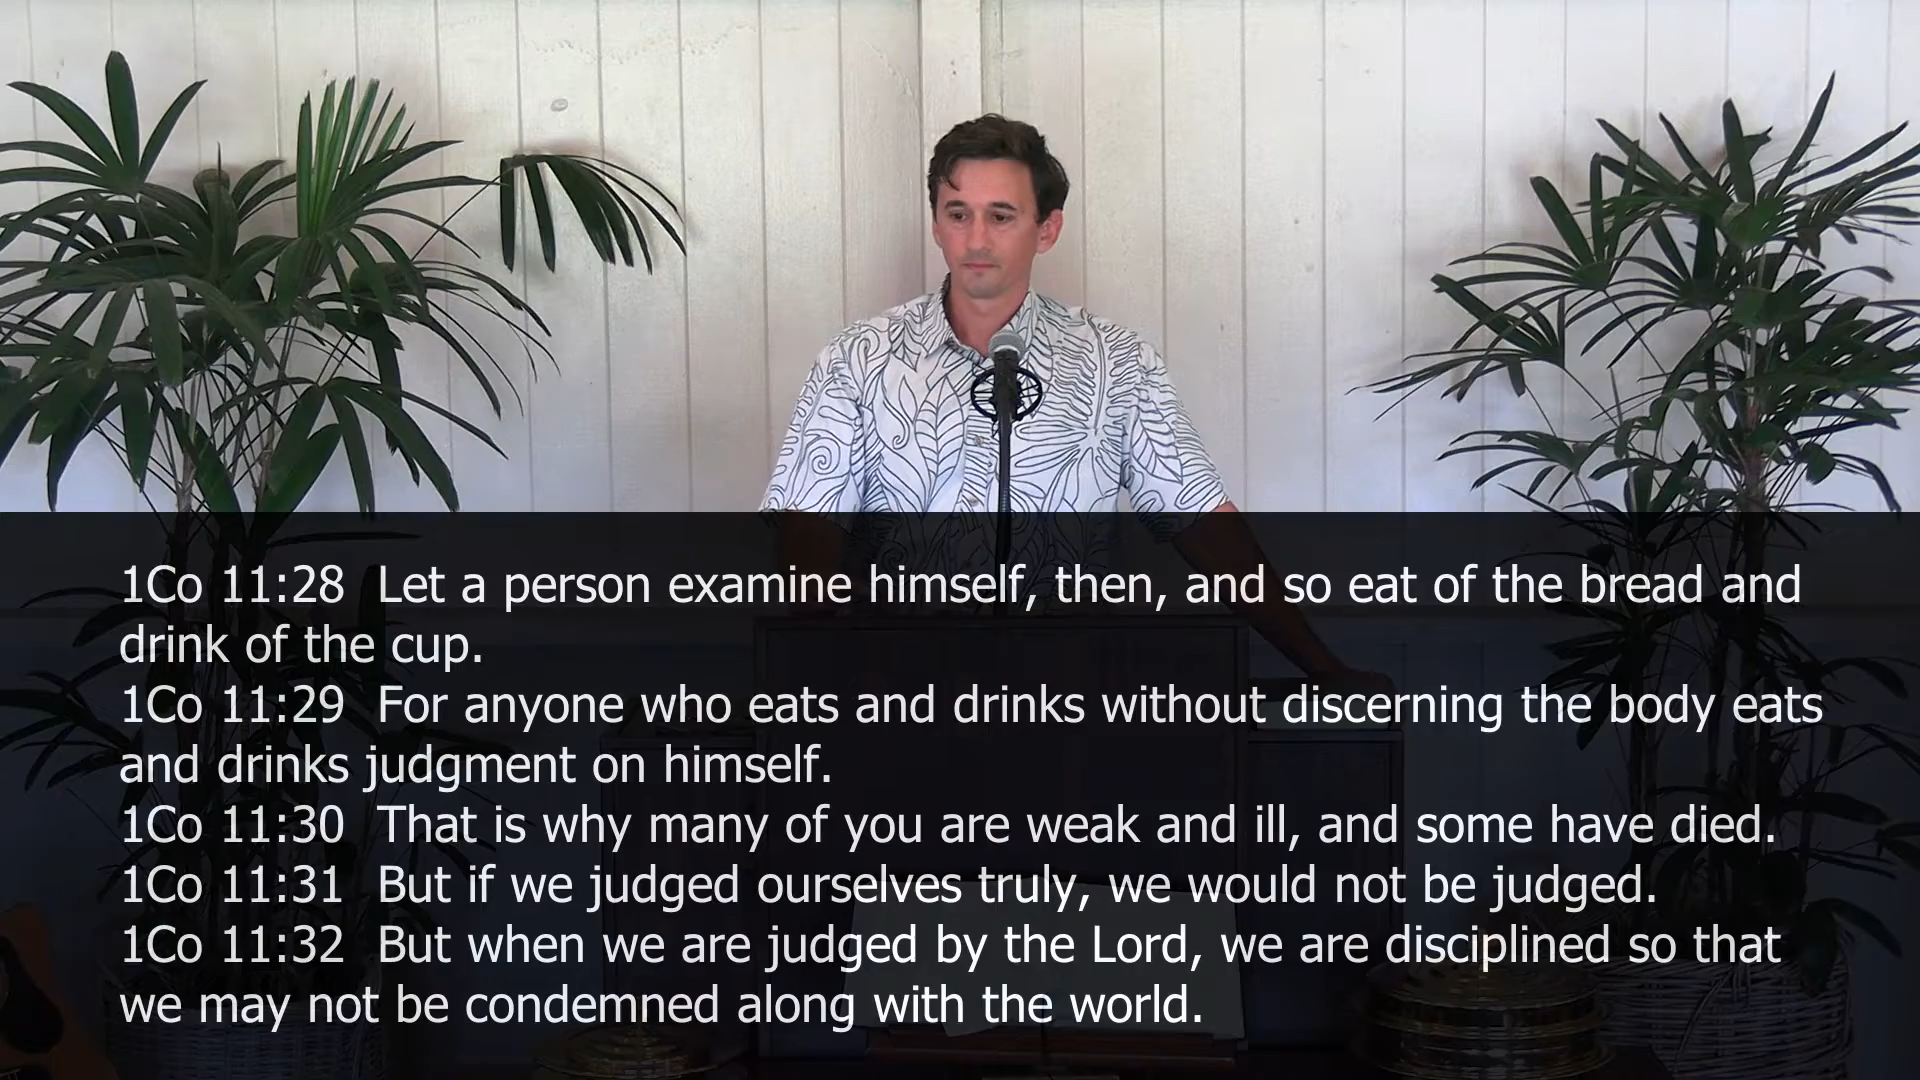 1Co 11:28  Let a person examine himself, then, and so eat of the bread and
drink of the cup.
1Co 11:29  For anyone who eats and drinks without discerning the body eats
and drinks judgment on himself.
1Co 11:30  That is why many of you are weak and ill, and some have died.
1Co 11:31  But if we judged ourselves truly, we would not be judged.
1Co 11:32  But when we are judged by the Lord, we are disciplined so that
we may not be condemned along with the world.